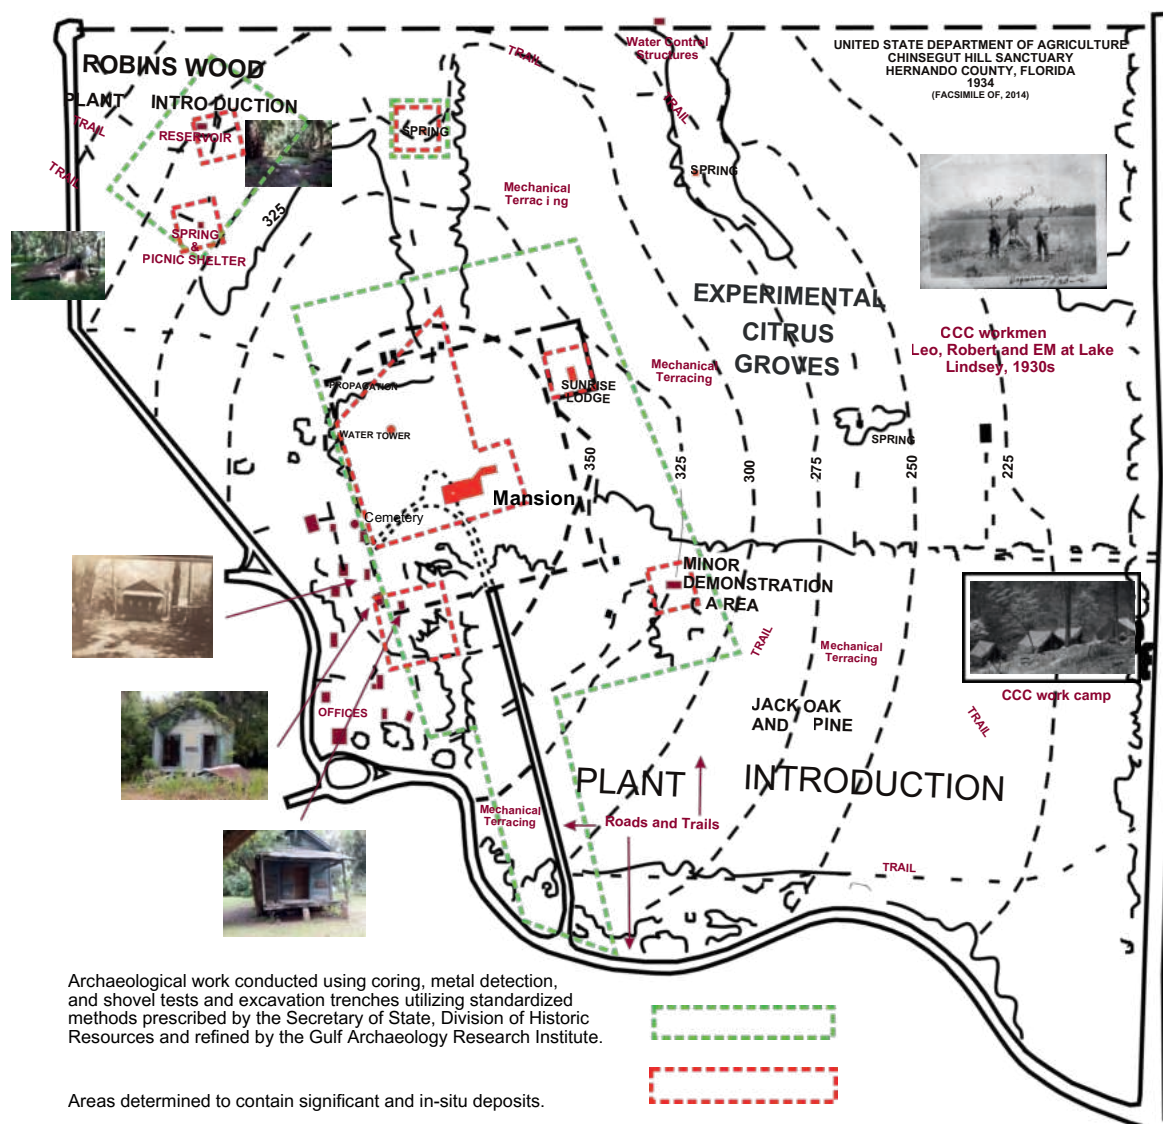 UNITED STATE DEPARTMENT OF AGRICULTURE
CHINSEGUT HILL SANCTUARY
HERNANDO COUNTY, FLORIDA
1934
(FACSIMILE OF, 2014)
ROBINS WOOD
PLANT INTRO-DUCTION
TRAIL
TRAIL
RESERVOIR
SPRING
&
PICNIC SHELTER
325
SPRING
TRAIL
Water Control
Structures
TRAIL
SPRING
Mechanical
Terrac i ng
EXPERIMENTAL
CITRUS
GROVES
CCC workmen
Leo, Robert and EM at Lake
Lindsey, 1930s
Mechanical
Terracing
SUNRISE
LODGE
PROPAGATION
WATER TOWER
SPRING
350
325
300
275
250
225
Mansion
Cemetery
MINOR
DEMONSTRATION
A REA
TRAIL
Mechanical
Terracing
CCC work camp
TRAIL
OFFICES
JACK OAK
AND PINE
PLANT INTRODUCTION
Mechanical
Terracing
Roads and Trails
TRAIL
Archaeological work conducted using coring, metal detection,
and shovel tests and excavation trenches utilizing standardized
methods prescribed by the Secretary of State, Division of Historic
Resources and refined by the Gulf Archaeology Research Institute.
Areas determined to contain significant and in-situ deposits.